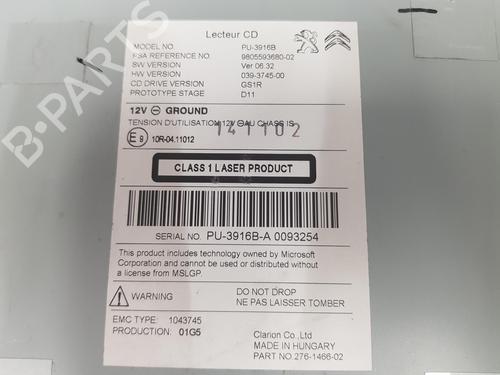 Lecteur CD
MODEL NO. PU-3916B
PSA REFERENCE NO. 9805593680-02
SW VERSION Ver 06.32
HW VERSION 039-3745-00
CD DRIVE VERSION GS1R
PROTOTYPE STAGE D11
12V ⊖ GROUND
TENSION D'UTILISATION 12V ⊖AU CHASSIS
141102
E9 10R-04.11012
CLASS 1 LASER PRODUCT
SERIAL NO. PU-3916B-A 0093254
This product includes technology owned by Microsoft
Corporation and cannot be used or distributed without
a license from MSLGP.
WARNING
DO NOT DROP
NE PAS LAISSER TOMBER
EMC TYPE: 1043745
PRODUCTION: 01G5
Clarion Co.,Ltd
MADE IN HUNGARY
PART NO.276-1466-02
B-PARTS